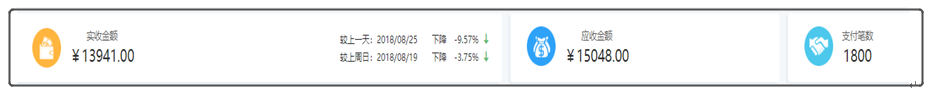 实收金额
¥13941.00
较上一天：2018/08/25 下降 -9.57% ↓
较上周日：2018/08/19 下降 -3.75% ↓
应收金额
¥15048.00
支付笔数
1800